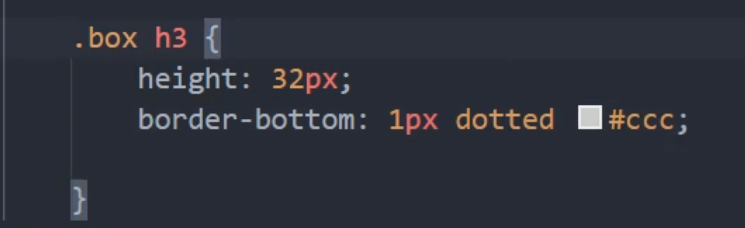 .box h3 {
height: 32px;
border-bottom: 1px dotted #ccc;
}